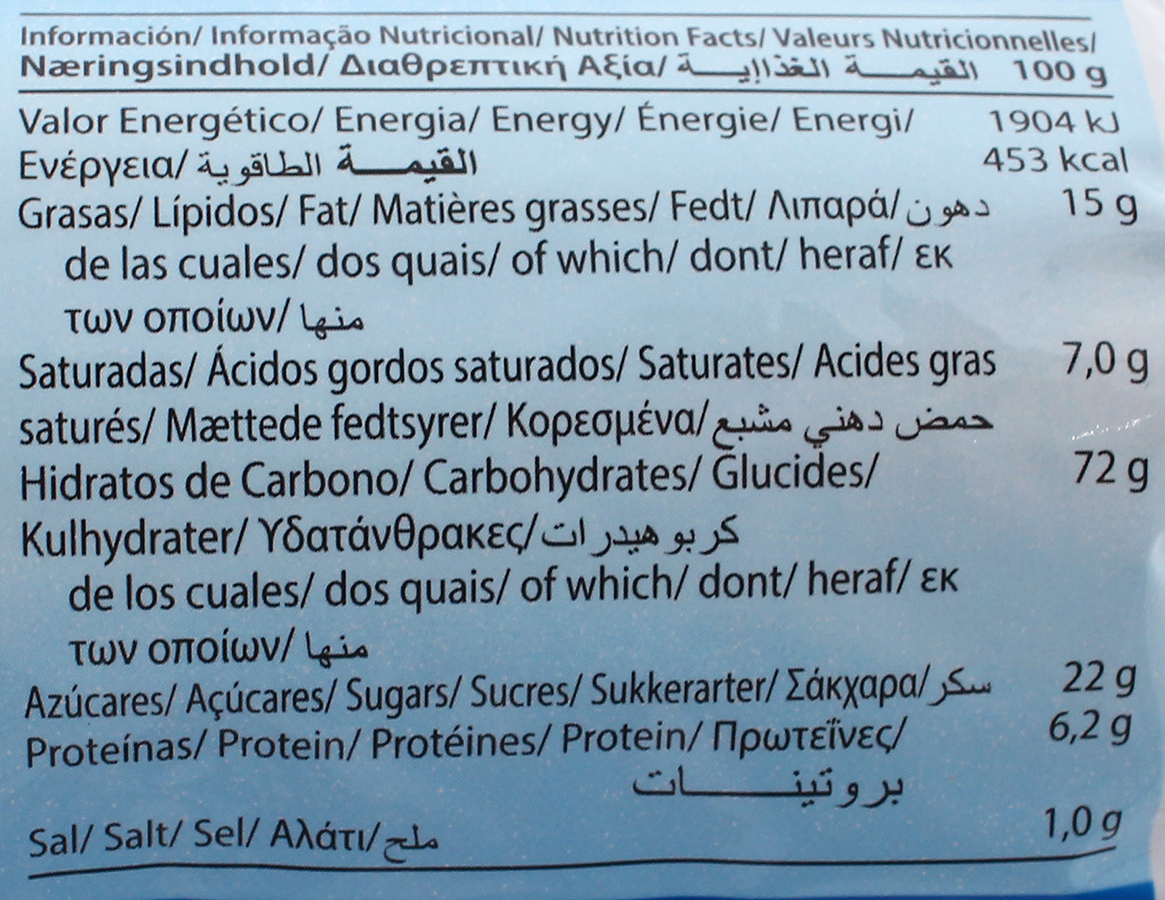 Información/ Informação Nutricional/ Nutrition Facts/ Valeurs Nutricionnelles/
Næringsindhold/ Διαθρεπτική Αξία/ القيمــة الغذاإيــة 100 g
Valor Energético/ Energia/ Energy/ Énergie/ Energi/ 1904 kJ
Ενέργεια/ القيمـــة الطاقوية 453 kcal
Grasas/ Lípidos/ Fat/ Matières grasses/ Fedt/ Λιπαρά/ دهون 15 g
de las cuales/ dos quais/ of which/ dont/ heraf/ εκ
των οποίων/ منها
Saturadas/ Ácidos gordos saturados/ Saturates/ Acides gras 7,0 g
saturés/ Mættede fedtsyrer/ Κορεσμένα/ حمض دهني مشبع
Hidratos de Carbono/ Carbohydrates/ Glucides/ 72 g
Kulhydrater/ Υδατάνθρακες/ كربوهيدرات
de los cuales/ dos quais/ of which/ dont/ heraf/ εκ
των οποίων/ منها
Azúcares/ Açúcares/ Sugars/ Sucres/ Sukkerarter/ Σάκχαρα/ سكر 22 g
Proteínas/ Protein/ Protéines/ Protein/ Πρωτεΐνες/ 6,2 g
بروتينـــات
Sal/ Salt/ Sel/ Αλάτι/ ملح 1,0 g